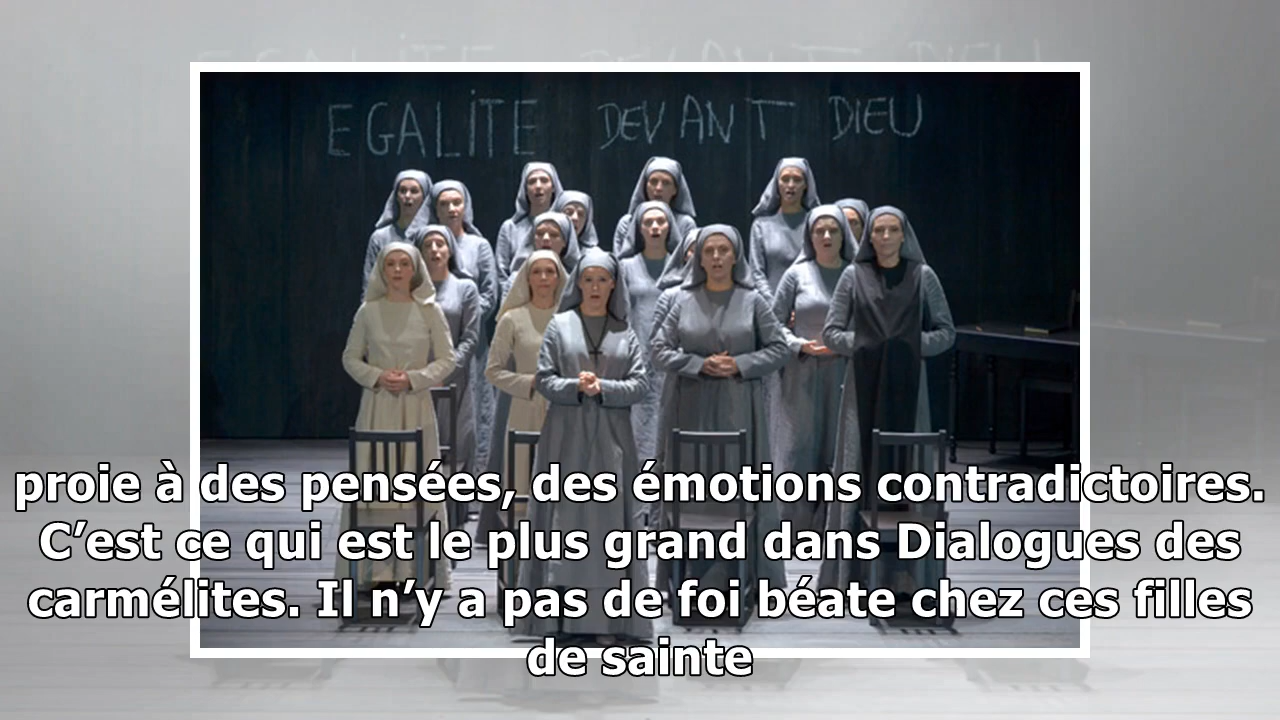 EGALITE DEVANT DIEU
proie à des pensées, des émotions contradictoires.
C’est ce qui est le plus grand dans Dialogues des
carmélites. Il n’y a pas de foi béate chez ces filles
de sainte